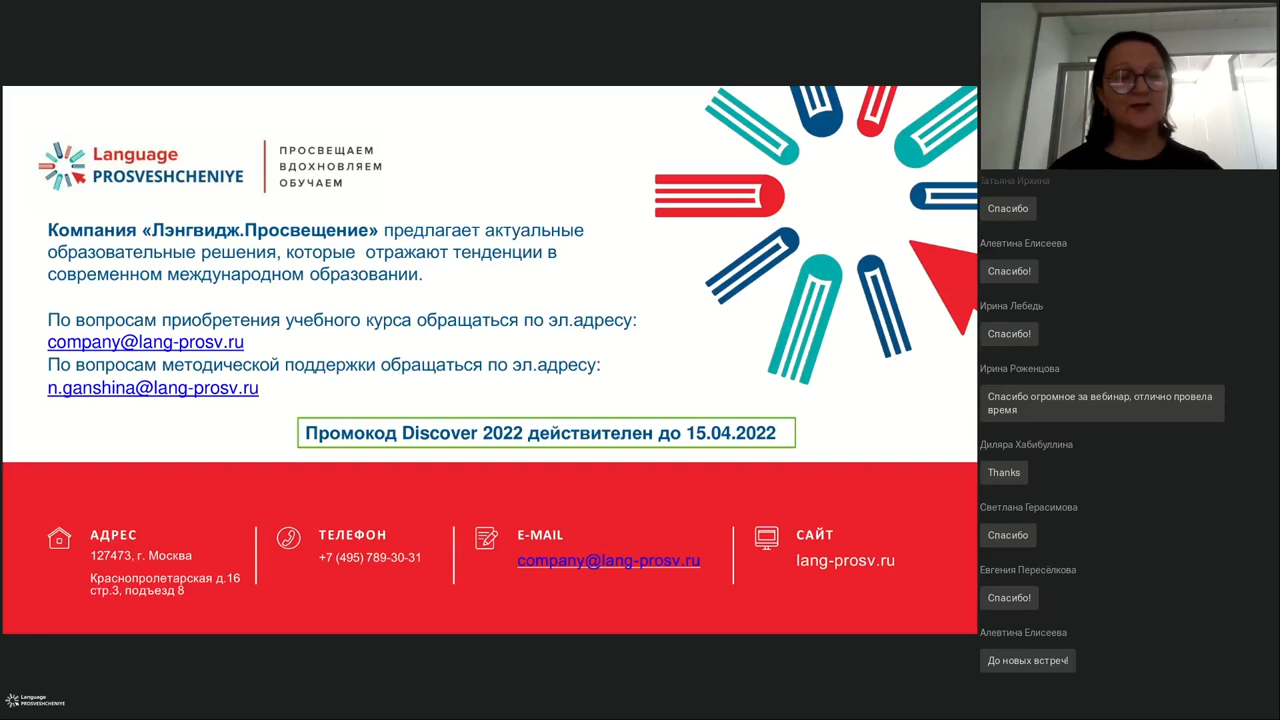 Language
PROSVESHCHENIYE
ПРОСВЕЩАЕМ
ВДОХНОВЛЯЕМ
ОБУЧАЕМ
Компания «Лэнгвидж.Просвещение» предлагает актуальные
образовательные решения, которые отражают тенденции в
современном международном образовании.
По вопросам приобретения учебного курса обращаться по эл.адресу:
company@lang-prosv.ru
По вопросам методической поддержки обращаться по эл.адресу:
n.ganshina@lang-prosv.ru
Промокод Discover 2022 действителен до 15.04.2022
АДРЕС
127473, г. Москва
Краснопролетарская д.16
стр.3, подъезд 8
ТЕЛЕФОН
+7 (495) 789-30-31
E-MAIL
company@lang-prosv.ru
САЙТ
lang-prosv.ru
Татьяна Ирхина
Спасибо
Алевтина Елисеева
Спасибо!
Ирина Лебедь
Спасибо!
Ирина Роженцова
Спасибо огромное за вебинар, отлично провела
время
Диляра Хабибуллина
Thanks
Светлана Герасимова
Спасибо
Евгения Пересёлкова
Спасибо!
Алевтина Елисеева
До новых встреч!
Language
PROSVESHCHENIYE